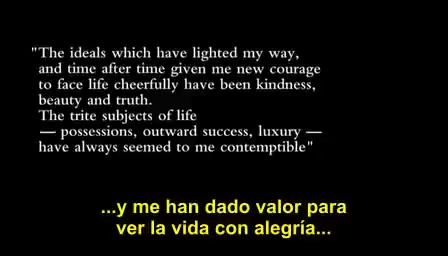 "The ideals which have lighted my way,
and time after time given me new courage
to face life cheerfully have been kindness,
beauty and truth.
The trite subjects of life
— possessions, outward success, luxury —
have always seemed to me contemptible"
...y me han dado valor para
ver la vida con alegría...